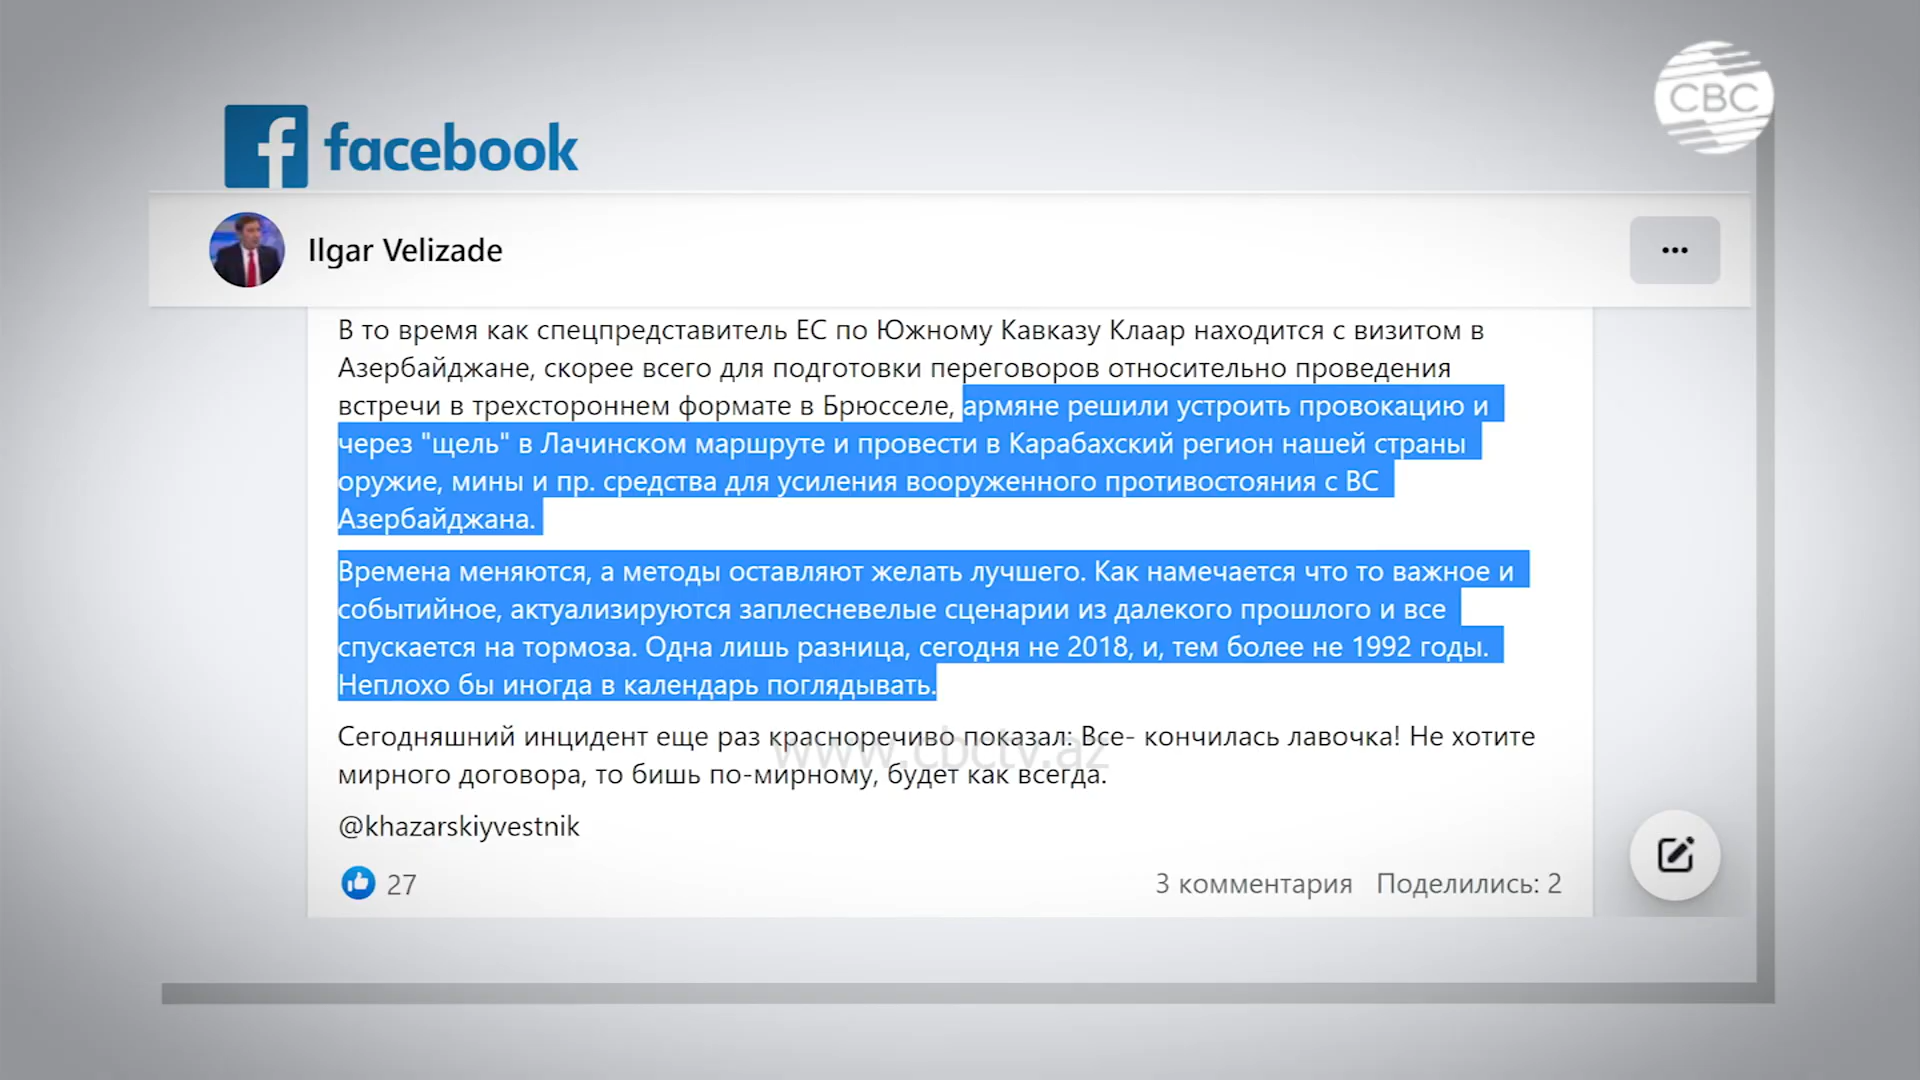 facebook
CBC
Ilgar Velizade
В то время как спецпредставитель ЕС по Южному Кавказу Клаар находится с визитом в
Азербайджане, скорее всего для подготовки переговоров относительно проведения
встречи в трехстороннем формате в Брюсселе, армяне решили устроить провокацию и
через "щель" в Лачинском маршруте и провести в Карабахский регион нашей страны
оружие, мины и пр. средства для усиления вооруженного противостояния с ВС
Азербайджана.
Времена меняются, а методы оставляют желать лучшего. Как намечается что то важное и
событийное, актуализируются заплесневелые сценарии из далекого прошлого и все
спускается на тормоза. Одна лишь разница, сегодня не 2018, и, тем более не 1992 годы.
Неплохо бы иногда в календарь поглядывать.
Сегодняшний инцидент еще раз красноречиво показал: Все- кончилась лавочка! Не хотите
мирного договора, то бишь по-мирному, будет как всегда.
www.cbctv.az
@khazarskiyvestnik
27
3 комментария Поделились: 2